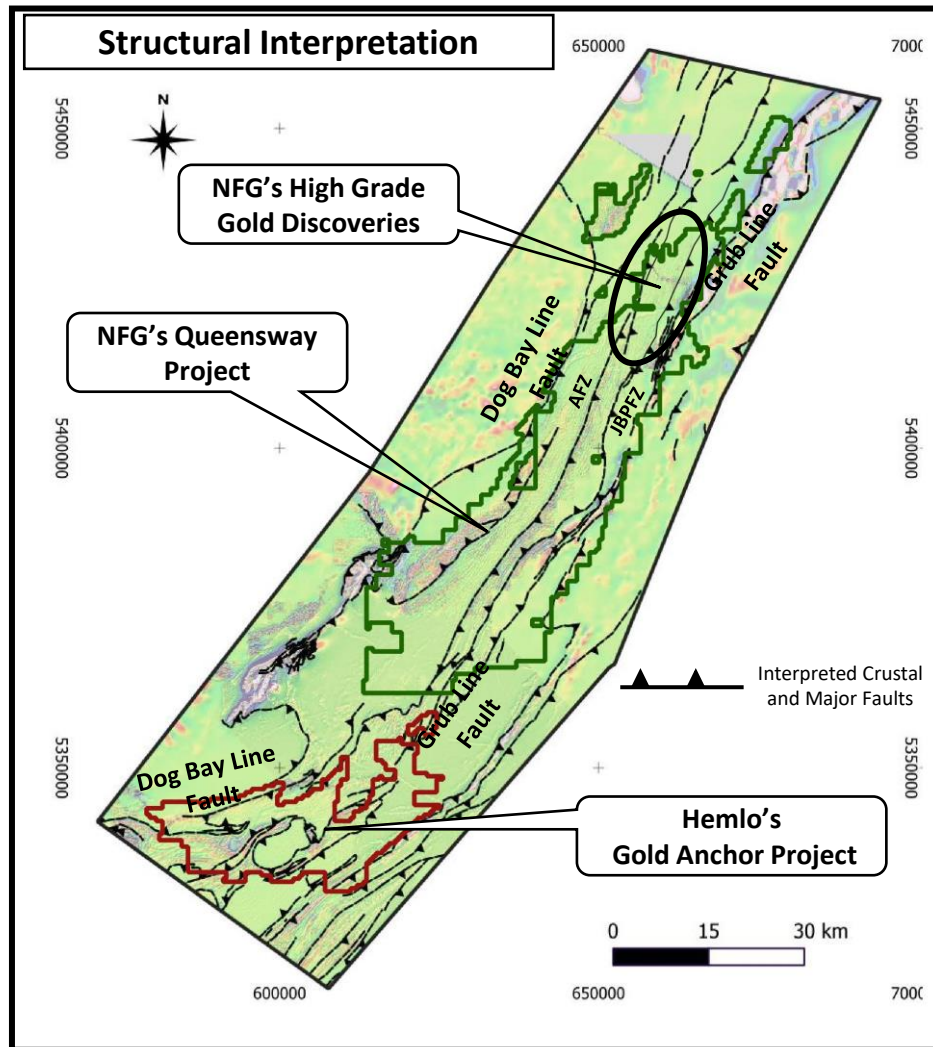 Structural Interpretation
650000
7000
N
5450000
5450000
NFG's High Grade
Gold Discoveries
Grub Line
Fault
NFG's Queensway
Project
Dog Bay Line
Fault
AFZ
JBPFZ
5400000
5400000
Interpreted Crustal
and Major Faults
Grub Line
Fault
5350000
5350000
Dog Bay Line
Fault
Hemlo's
Gold Anchor Project
0 15 30 km
600000
650000
7000